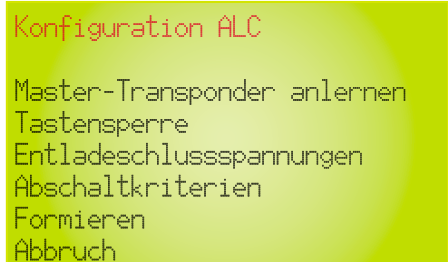 Konfiguration ALC
Master-Transponder anlernen
Tastensperre
Entladeschlussspannungen
Abschaltkriterien
Formieren
Abbruch